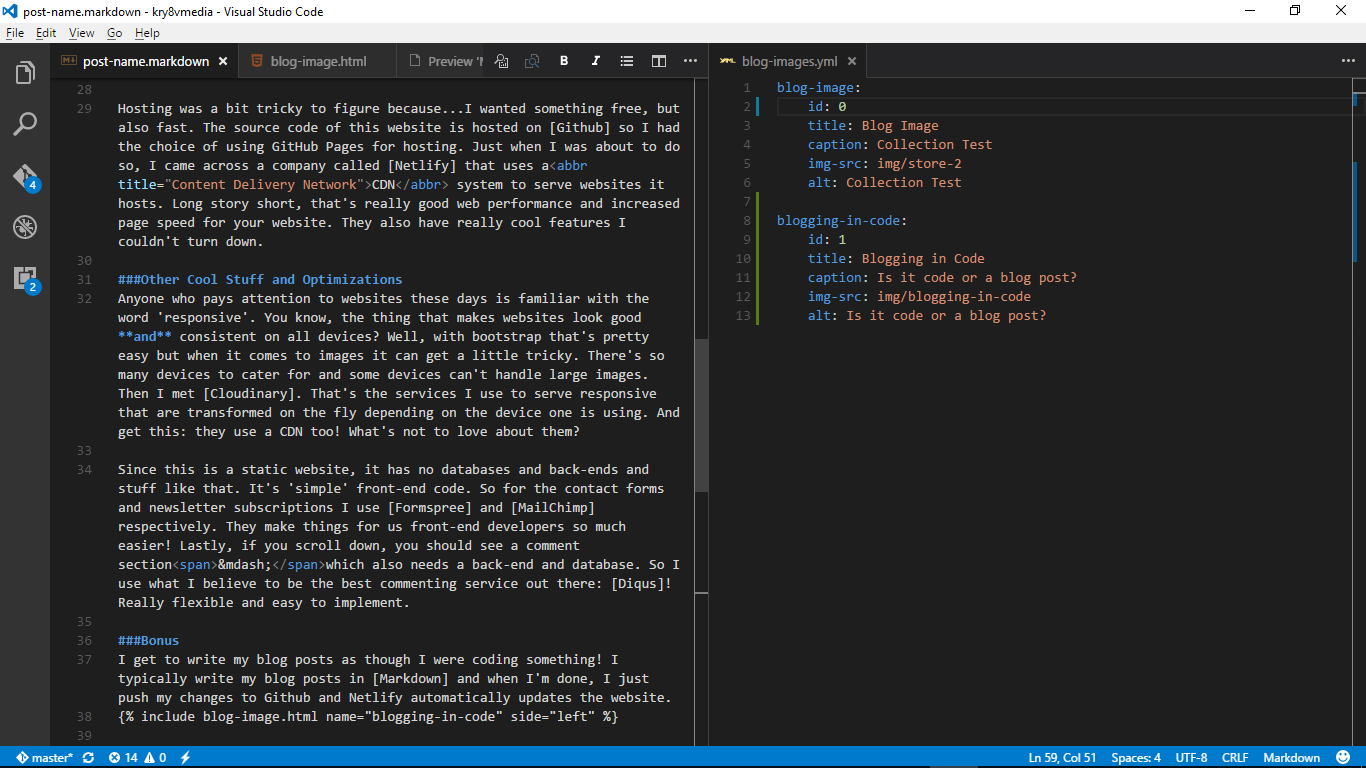 post-name.markdown - kry8vmedia - Visual Studio Code
File Edit View Go Help
post-name.markdown
blog-image.html
Preview '
B I
blog-images.yml
28
29 Hosting was a bit tricky to figure because...I wanted something free, but
also fast. The source code of this website is hosted on [Github] so I had
the choice of using GitHub Pages for hosting. Just when I was about to do
so, I came across a company called [Netlify] that uses a<abbr
title="Content Delivery Network">CDN</abbr> system to serve websites it
hosts. Long story short, that's really good web performance and increased
page speed for your website. They also have really cool features I
couldn't turn down.
30
31 ###Other Cool Stuff and Optimizations
32 Anyone who pays attention to websites these days is familiar with the
word 'responsive'. You know, the thing that makes websites look good
**and** consistent on all devices? Well, with bootstrap that's pretty
easy but when it comes to images it can get a little tricky. There's so
many devices to cater for and some devices can't handle large images.
Then I met [Cloudinary]. That's the services I use to serve responsive
that are transformed on the fly depending on the device one is using. And
get this: they use a CDN too! What's not to love about them?
33
34 Since this is a static website, it has no databases and back-ends and
stuff like that. It's 'simple' front-end code. So for the contact forms
and newsletter subscriptions I use [Formspree] and [MailChimp]
respectively. They make things for us front-end developers so much
easier! Lastly, if you scroll down, you should see a comment
section<span>&mdash;</span>which also needs a back-end and database. So I
use what I believe to be the best commenting service out there: [Diqus]!
Really flexible and easy to implement.
35
36 ###Bonus
37 I get to write my blog posts as though I were coding something! I
typically write my blog posts in [Markdown] and when I'm done, I just
push my changes to Github and Netlify automatically updates the website.
38 {% include blog-image.html name="blogging-in-code" side="left" %}
39
1 blog-image:
2 id: 0
3 title: Blog Image
4 caption: Collection Test
5 img-src: img/store-2
6 alt: Collection Test
7
8 blogging-in-code:
9 id: 1
10 title: Blogging in Code
11 caption: Is it code or a blog post?
12 img-src: img/blogging-in-code
13 alt: Is it code or a blog post?
4
2
master* 14 0
Ln 59, Col 51 Spaces: 4 UTF-8 CRLF Markdown